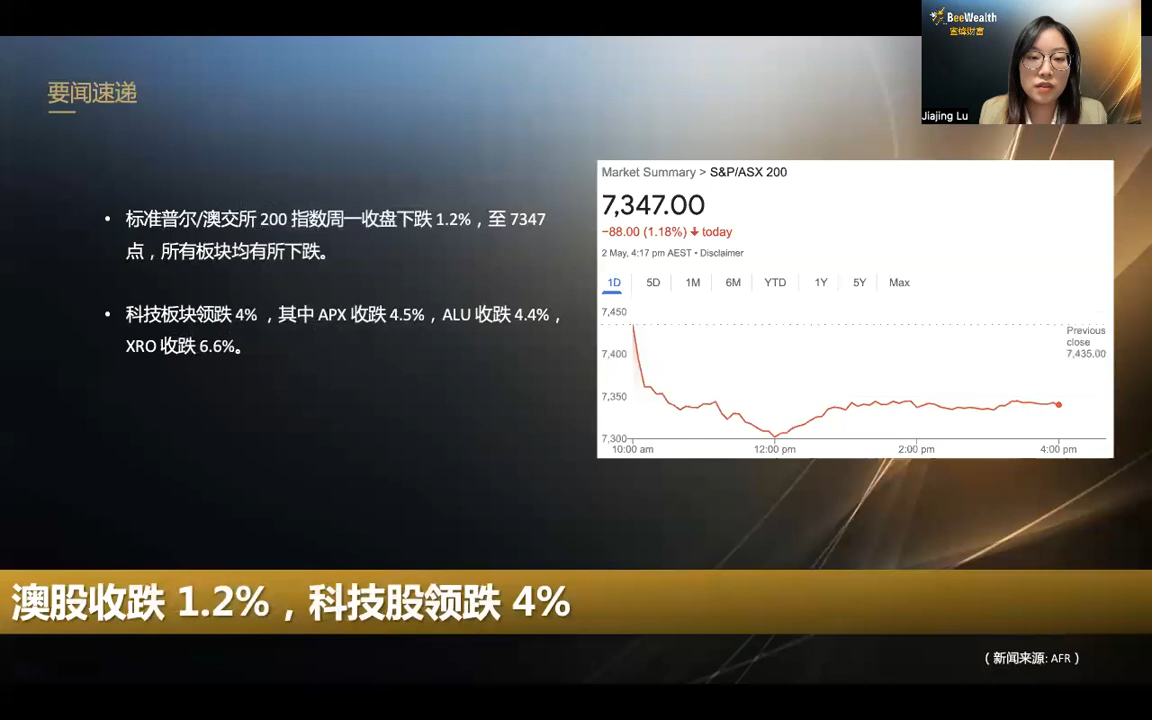 BeeWealth
蜜蜂财富
Jiajing Lu
要闻速递
• 标准普尔/澳交所 200 指数周一收盘下跌 1.2%，至 7347
点，所有板块均有所下跌。
• 科技板块领跌 4% ，其中 APX 收跌 4.5%，ALU 收跌 4.4%，
XRO 收跌 6.6%。
Market Summary > S&P/ASX 200
7,347.00
−88.00 (1.18%) ↓ today
2 May, 4:17 pm AEST • Disclaimer
1D 5D 1M 6M YTD 1Y 5Y Max
7,450
Previous
close
7,435.00
7,400
7,350
7,300
10:00 am 12:00 pm 2:00 pm 4:00 pm
澳股收跌 1.2%，科技股领跌 4%
（ 新闻来源: AFR ）